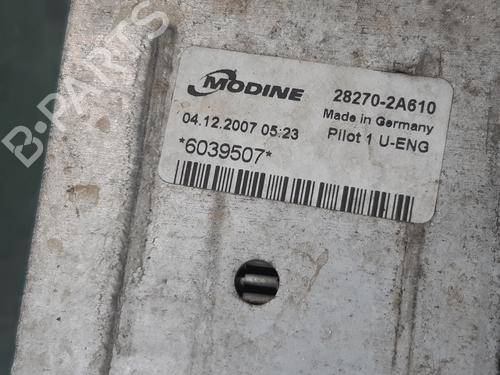 MODINE
28270-2A610
Made in Germany
04.12.2007 05:23
Pilot 1 U-ENG
*6039507*
B-PARTS